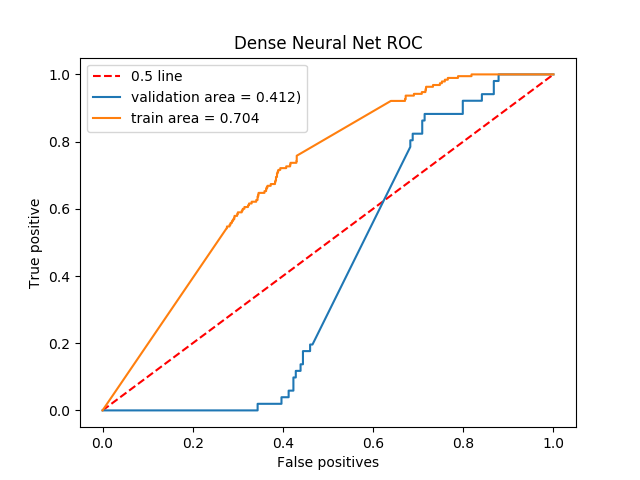 Dense Neural Net ROC
0.5 line
validation area = 0.412)
train area = 0.704
True positive
1.0
0.8
0.6
0.4
0.2
0.0
0.0 0.2 0.4 0.6 0.8 1.0
False positives